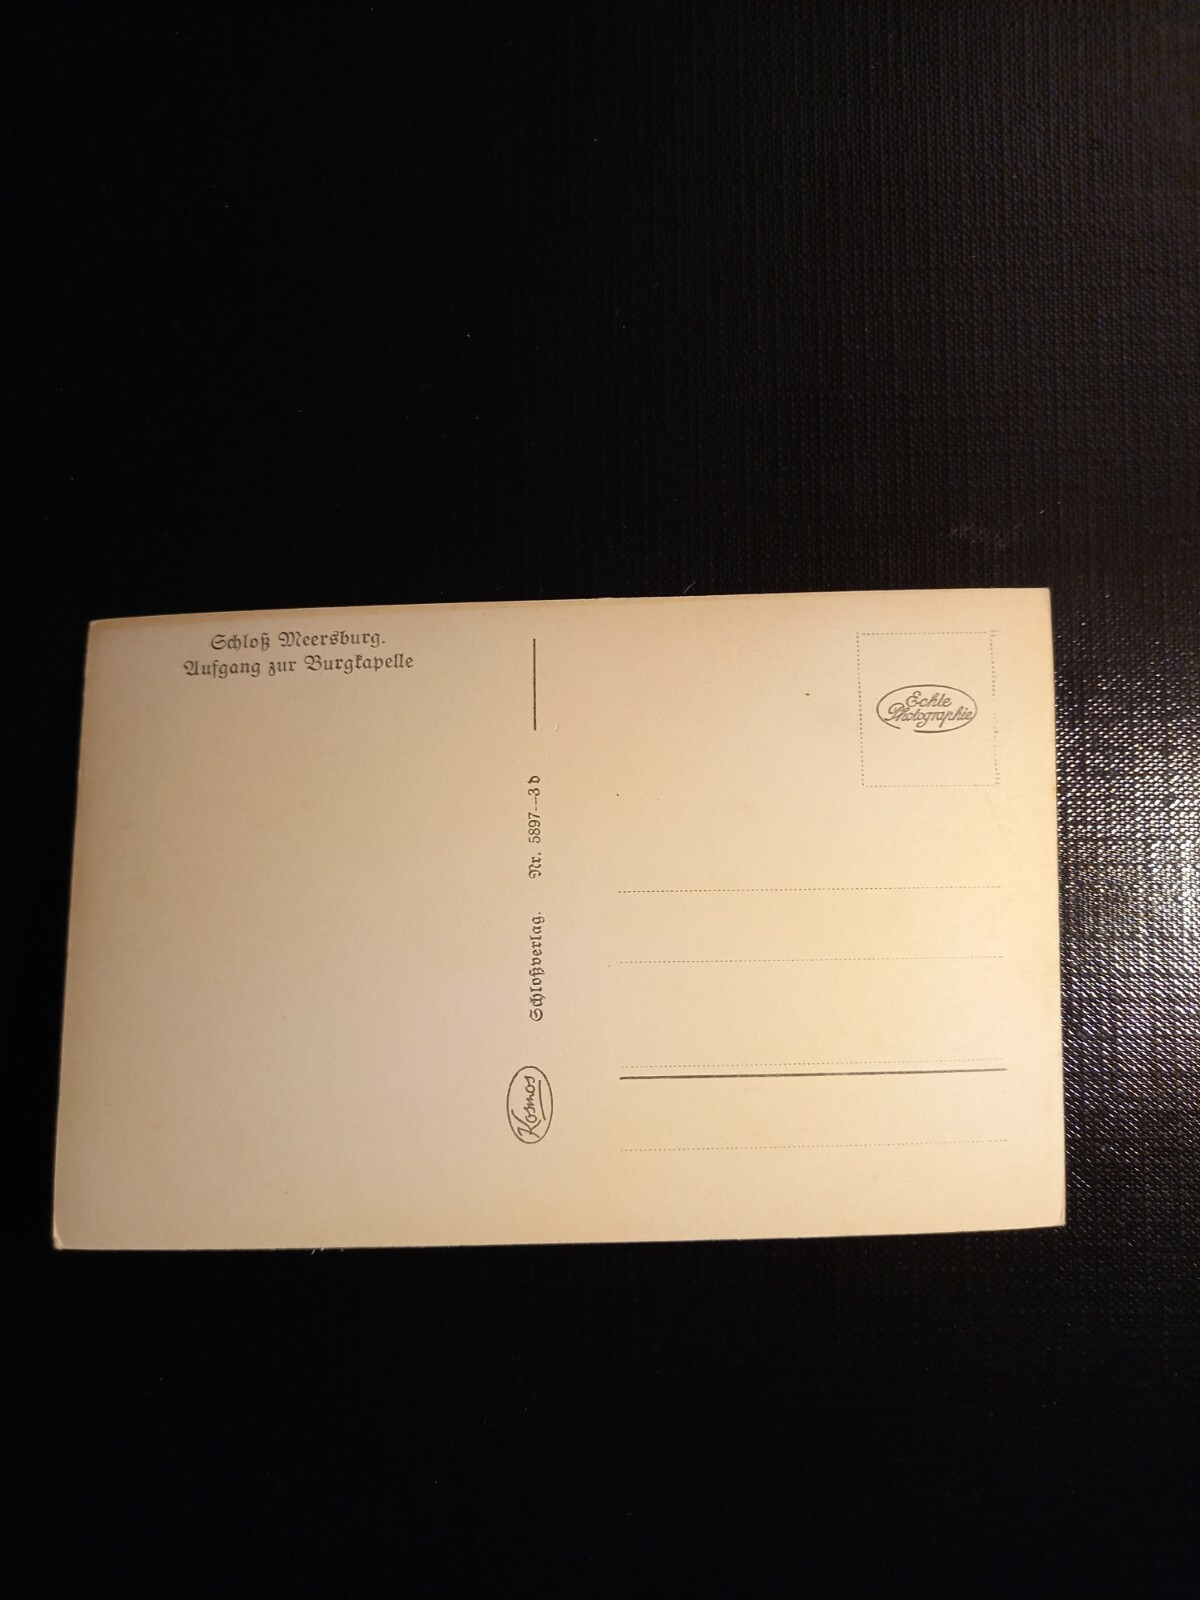 Schloß Meersburg.
Aufgang zur Burgkapelle
Kosmos
Schloßverlag. Nr. 5897—3 d
Echte
Photographie